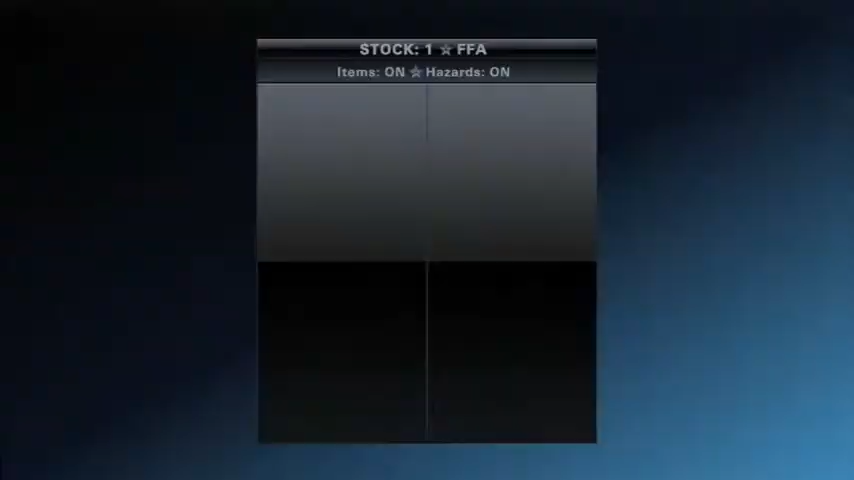 STOCK: 1 ★ FFA
Items: ON ★ Hazards: ON